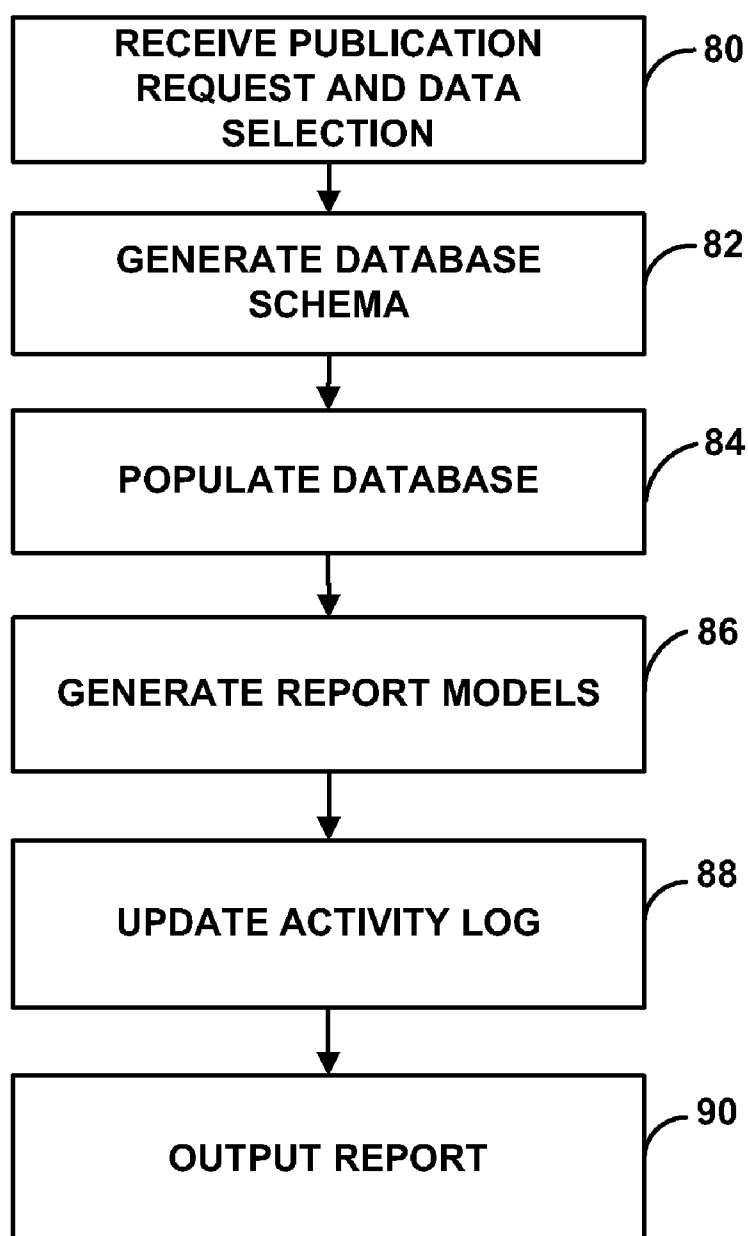 RECEIVE PUBLICATION
REQUEST AND DATA
SELECTION
80
GENERATE DATABASE
SCHEMA
82
POPULATE DATABASE
84
GENERATE REPORT MODELS
86
UPDATE ACTIVITY LOG
88
OUTPUT REPORT
90